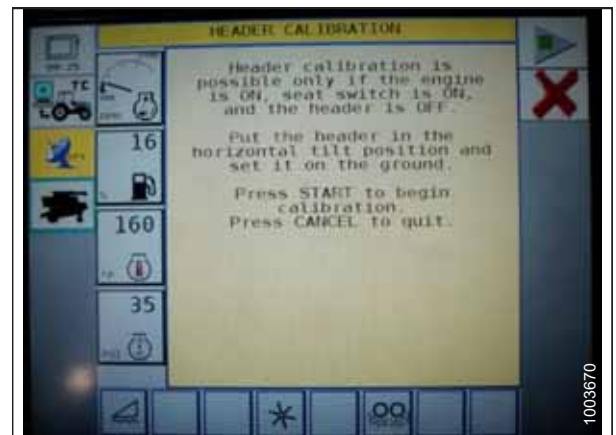 HEADER CALIBRATION
Header calibration is
possible only if the engine
is ON, seat switch is ON,
and the header is OFF.
Put the header in the
horizontal tilt position and
set it on the ground.
Press START to begin
calibration.
Press CANCEL to quit.
TC
16
160
35
1003670